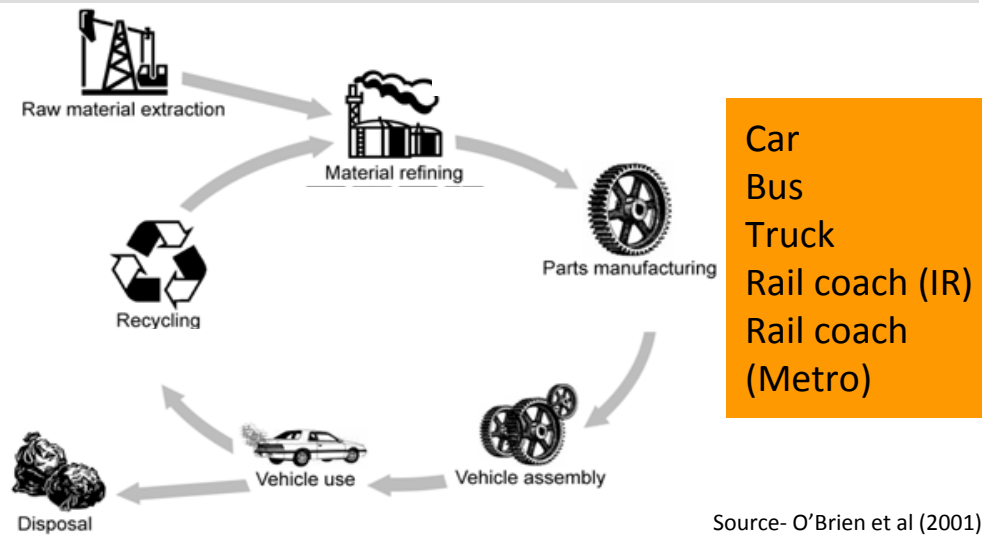 Raw material extraction
Material refining
Car
Bus
Truck
Rail coach (IR)
Rail coach
(Metro)
Parts manufacturing
Recycling
Vehicle assembly
Vehicle use
Disposal
Source- O'Brien et al (2001)